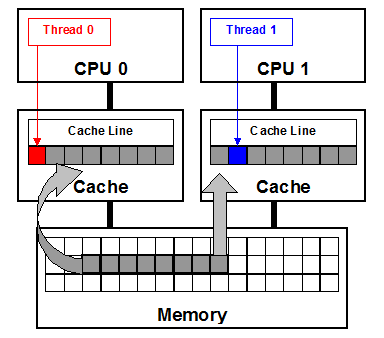 Thread 0
Thread 1
CPU 0
CPU 1
Cache Line
Cache Line
Cache
Cache
Memory